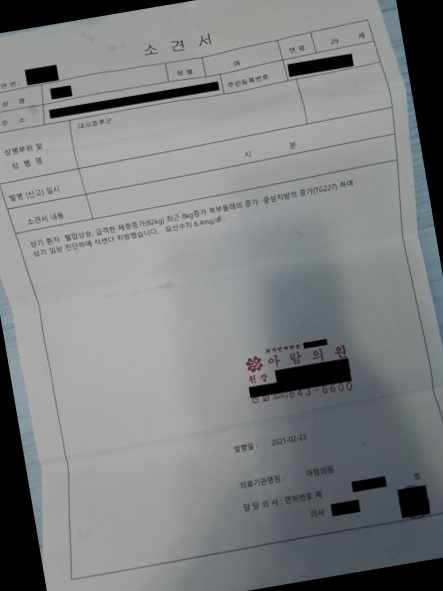 소 견 서
연 번 :
성 명 성 별 여 연 령 29 세
주 소 주민등록번호
상병부위 및
상 병 명
대사증후군
발병 (신고) 일시 시 분
소견서 내용
상기 환자 혈압상승, 급격한 체중증가(82kg) 최근 8kg증가 복부둘레의 증가 중성지방의 증가(TG227) 하여
상기 임상 진단하에 삭센다 처방했습니다. 요산수치 6.4mg/dl
아 람 의 원
원 장
843-8600
발행일 : 2021-02-23
의료기관명칭 : 아람의원
담 당 의 사 : 면허번호 제 호
의사